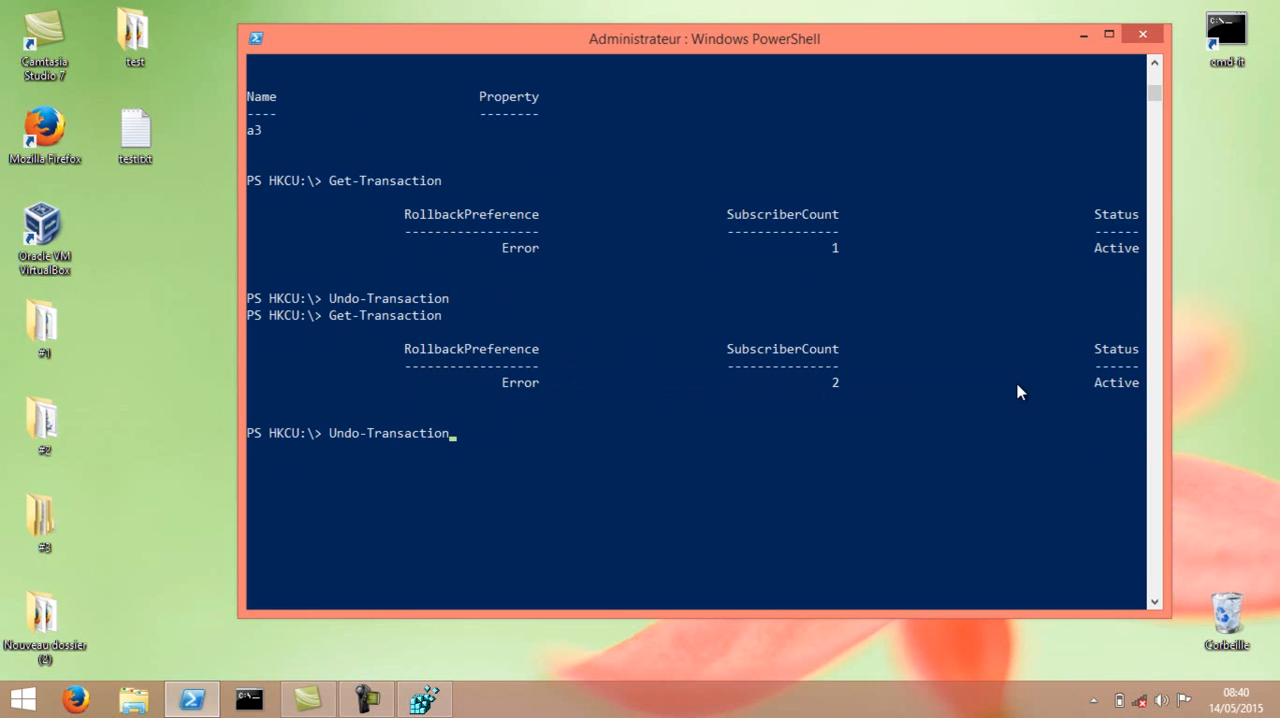 Administrateur : Windows PowerShell
Camtasia
Studio 7
test
cmd-it
Mozilla Firefox
test.txt
Oracle VM
VirtualBox
#1
#2
#3
Nouveau dossier
(2)
Corbeille
Name Property
---- --------
a3
PS HKCU:\> Get-Transaction
RollbackPreference SubscriberCount Status
------------------ --------------- ------
Error 1 Active
PS HKCU:\> Undo-Transaction
PS HKCU:\> Get-Transaction
RollbackPreference SubscriberCount Status
------------------ --------------- ------
Error 2 Active
PS HKCU:\> Undo-Transaction_
08:40
14/05/2015